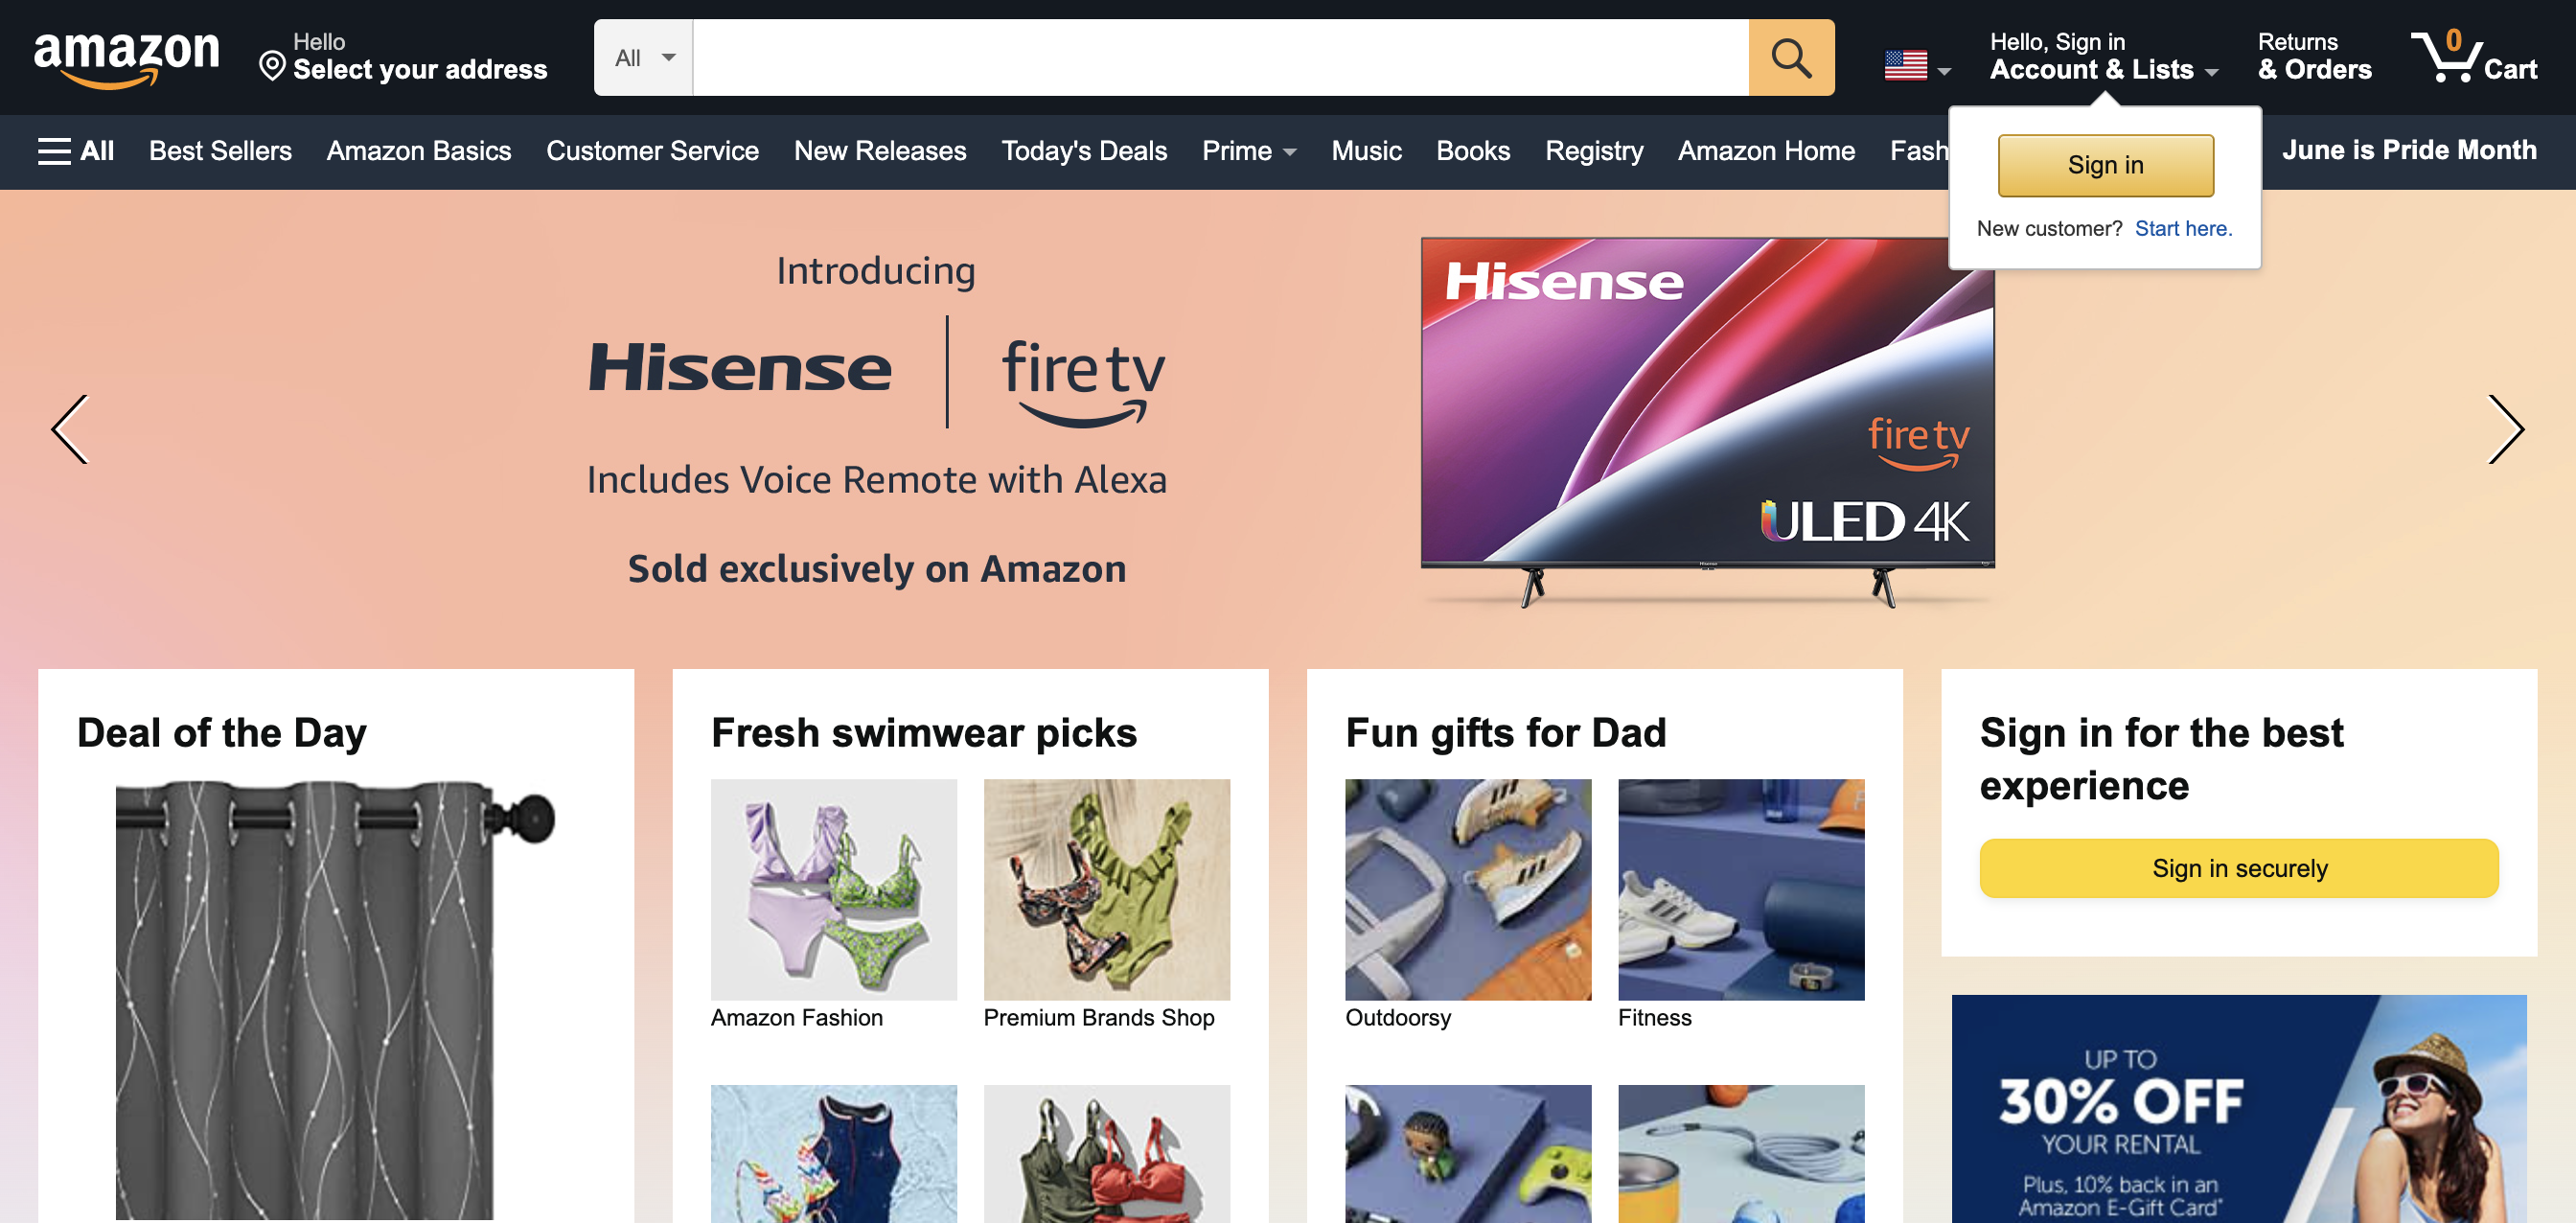 amazon
Hello
Select your address
All
Hello, Sign in
Account & Lists
Returns
& Orders
0
Cart
All
Best Sellers
Amazon Basics
Customer Service
New Releases
Today's Deals
Prime
Music
Books
Registry
Amazon Home
Fash
June is Pride Month
Sign in
New customer? Start here.
Introducing
Hisense
fire tv
Includes Voice Remote with Alexa
Sold exclusively on Amazon
Hisense
fire tv
ULED 4K
Hisense
Deal of the Day
Fresh swimwear picks
Amazon Fashion
Premium Brands Shop
Fun gifts for Dad
Outdoorsy
Fitness
Sign in for the best
experience
Sign in securely
UP TO
30% OFF
YOUR RENTAL
Plus, 10% back in an
Amazon E-Gift Card*